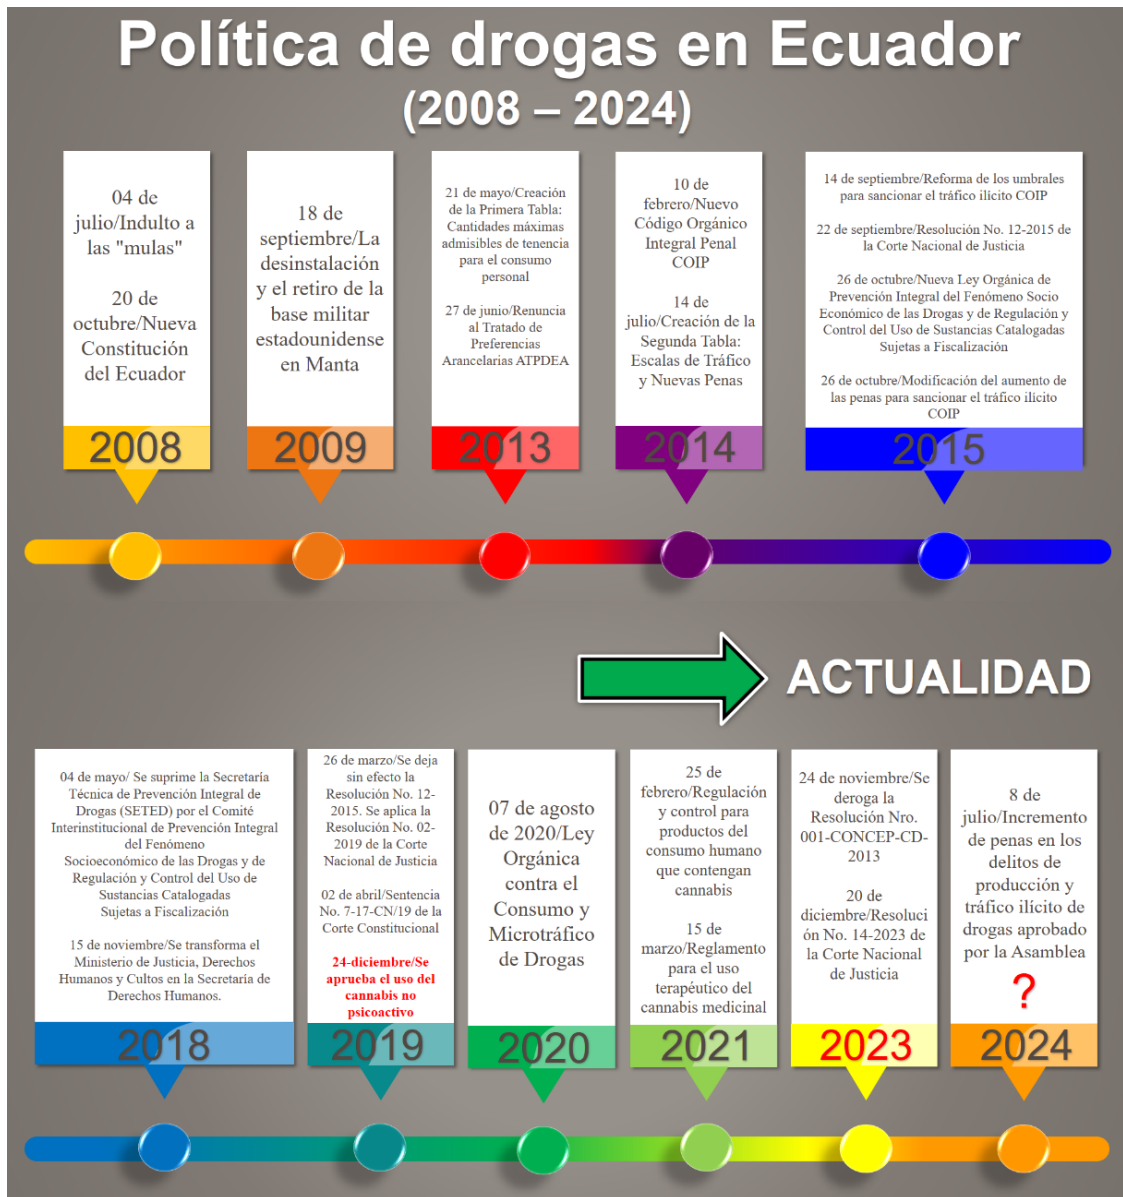 Política de drogas en Ecuador
(2008 – 2024)
04 de
julio/Indulto a
las "mulas"
20 de
octubre/Nueva
Constitución
del Ecuador
2008
18 de
septiembre/La
desinstalación
y el retiro de la
base militar
estadounidense
en Manta
2009
21 de mayo/Creación
de la Primera Tabla:
Cantidades máximas
admisibles de tenencia
para el consumo
personal
27 de junio/Renuncia
al Tratado de
Preferencias
Arancelarias ATPDEA
2013
10 de
febrero/Nuevo
Código Orgánico
Integral Penal
COIP
14 de
julio/Creación de la
Segunda Tabla:
Escalas de Tráfico
y Nuevas Penas
2014
14 de septiembre/Reforma de los umbrales
para sancionar el tráfico ilícito COIP
22 de septiembre/Resolución No. 12-2015 de
la Corte Nacional de Justicia
26 de octubre/Nueva Ley Orgánica de
Prevención Integral del Fenómeno Socio
Económico de las Drogas y de Regulación y
Control del Uso de Sustancias Catalogadas
Sujetas a Fiscalización
26 de octubre/Modificación del aumento de
las penas para sancionar el tráfico ilícito
COIP
2015
ACTUALIDAD
04 de mayo/ Se suprime la Secretaría
Técnica de Prevención Integral de
Drogas (SETED) por el Comité
Interinstitucional de Prevención Integral
del Fenómeno
Socioeconómico de las Drogas y de
Regulación y Control del Uso de
Sustancias Catalogadas
Sujetas a Fiscalización
15 de noviembre/Se transforma el
Ministerio de Justicia, Derechos
Humanos y Cultos en la Secretaría de
Derechos Humanos.
2018
26 de marzo/Se deja
sin efecto la
Resolución No. 12-
2015. Se aplica la
Resolución No. 02-
2019 de la Corte
Nacional de Justicia
02 de abril/Sentencia
No. 7-17-CN/19 de la
Corte Constitucional
24-diciembre/Se
aprueba el uso del
cannabis no
psicoactivo
2019
07 de agosto
de 2020/Ley
Orgánica
contra el
Consumo y
Microtráfico
de Drogas
2020
25 de
febrero/Regulación
y control para
productos del
consumo humano
que contengan
cannabis
15 de
marzo/Reglamento
para el uso
terapéutico del
cannabis medicinal
2021
24 de noviembre/Se
deroga la
Resolución Nro.
001-CONCEP-CD-
2013
20 de
diciembre/Resoluci
ón No. 14-2023 de
la Corte Nacional
de Justicia
2023
8 de
julio/Incremento
de penas en los
delitos de
producción y
tráfico ilícito de
drogas aprobado
por la Asamblea
?
2024